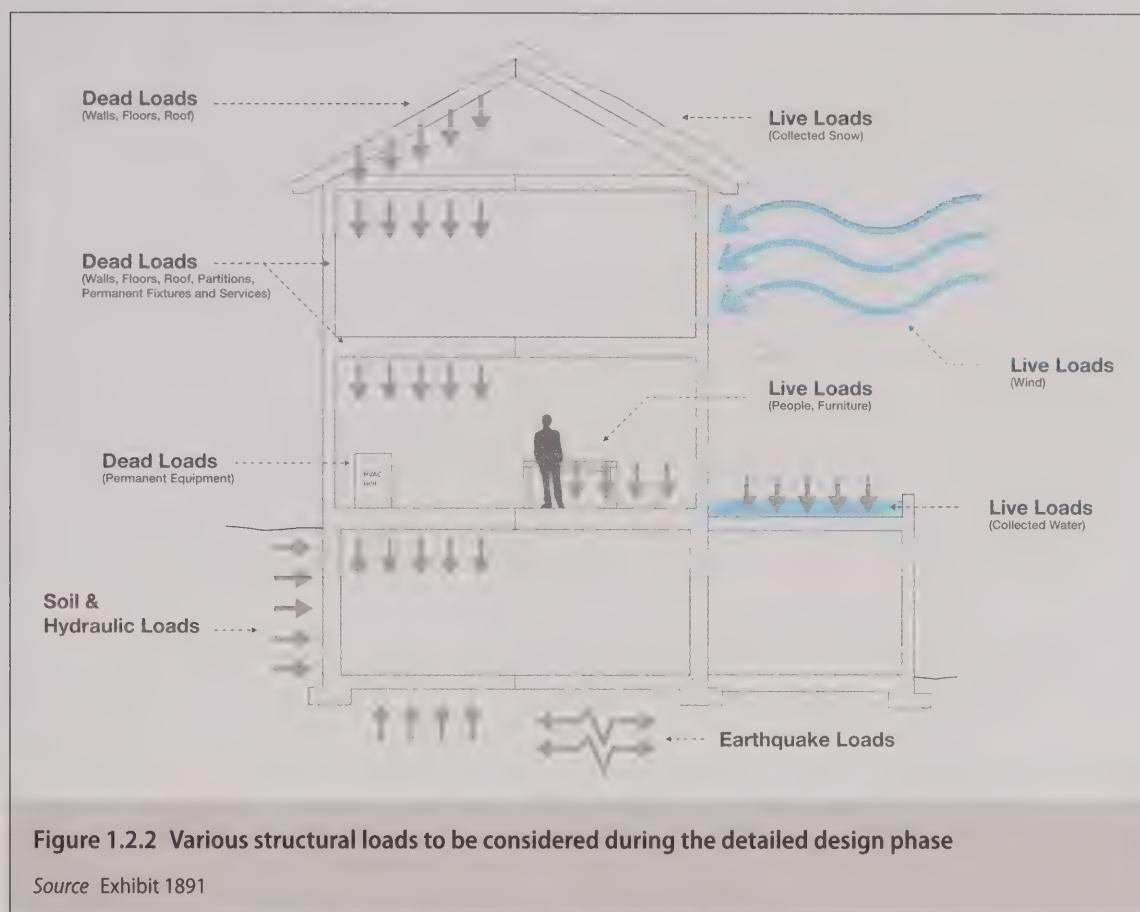 Dead Loads
(Walls, Floors, Roof)
Live Loads
(Collected Snow)
Dead Loads
(Walls, Floors, Roof, Partitions,
Permanent Fixtures and Services)
Live Loads
(Wind)
Live Loads
(People, Furniture)
Dead Loads
(Permanent Equipment)
HVAC
Live Loads
(Collected Water)
Soil &
Hydraulic Loads
Earthquake Loads
Figure 1.2.2 Various structural loads to be considered during the detailed design phase
Source Exhibit 1891